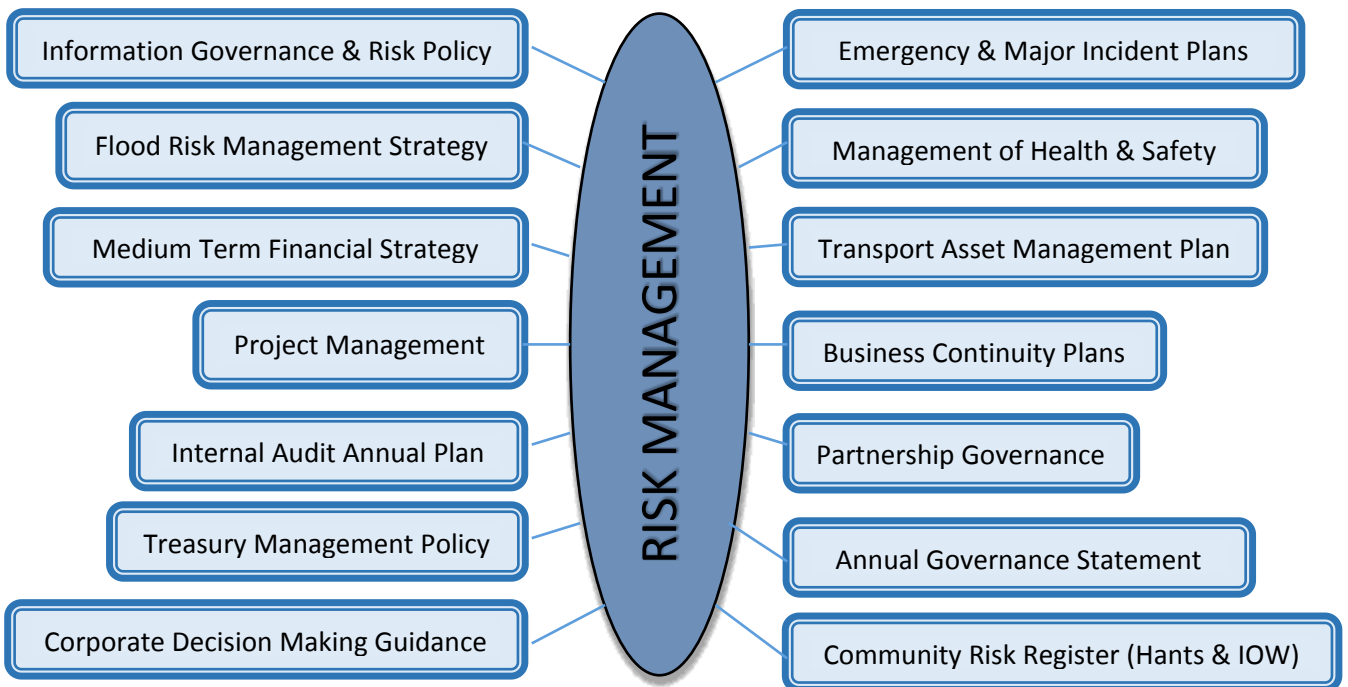 Information Governance & Risk Policy
Flood Risk Management Strategy
Medium Term Financial Strategy
Project Management
Internal Audit Annual Plan
Treasury Management Policy
Corporate Decision Making Guidance
RISK MANAGEMENT
Emergency & Major Incident Plans
Management of Health & Safety
Transport Asset Management Plan
Business Continuity Plans
Partnership Governance
Annual Governance Statement
Community Risk Register (Hants & IOW)